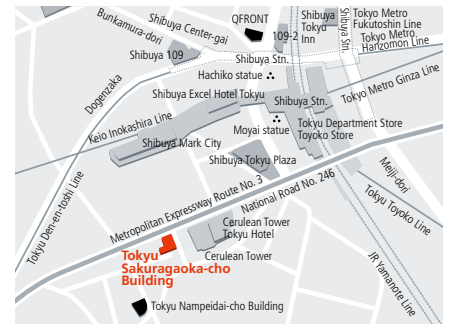 QFRONT
Shibuya
Tokyu
Inn
Shibuya Stn.
Tokyo Metro
Fukutoshin Line
Tokyo Metro
Hanzomon Line
Shibuya Center-gai
Bunkamura-dori
109-2
Shibuya 109
Shibuya Stn.
Hachiko statue
Dogenzaka
Shibuya Excel Hotel Tokyu
Shibuya Stn.
Tokyo Metro Ginza Line
Keio Inokashira Line
Moyai statue
Tokyu Department Store
Toyoko Store
Shibuya Mark City
Shibuya Tokyu Plaza
Meiji-dori
Tokyu Den-en-toshi Line
Metropolitan Expressway Route No. 3
National Road No. 246
Tokyu Toyoko Line
Cerulean Tower
Tokyu Hotel
Tokyu
Sakuragaoka-cho
Building
Cerulean Tower
JR Yamanote Line
Tokyu Nampeidai-cho Building